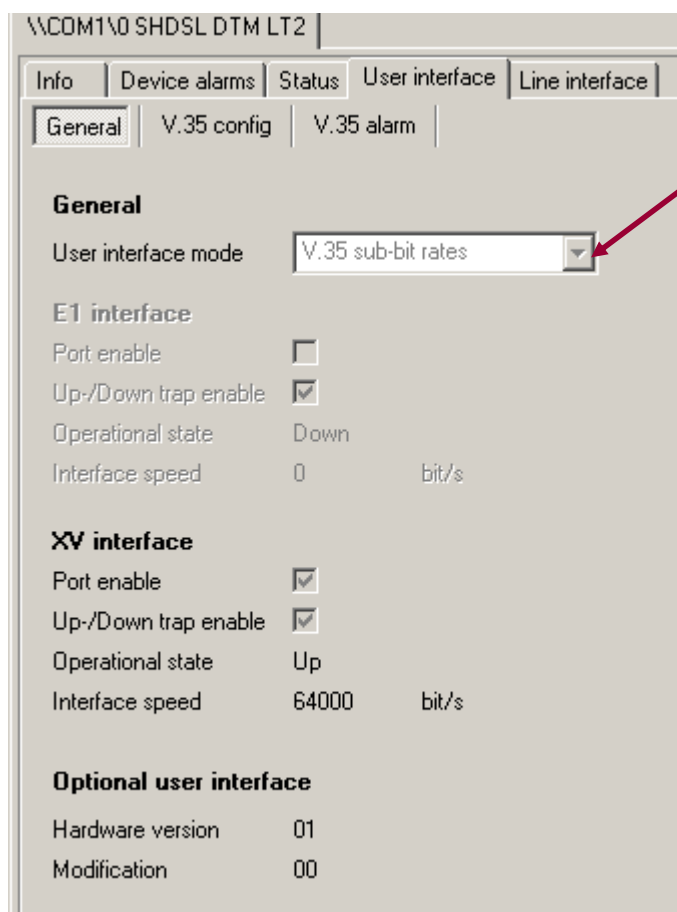 \\COM1\0 SHDSL DTM LT2
Info Device alarms Status User interface Line interface
General V.35 config V.35 alarm
General
User interface mode V.35 sub-bit rates
E1 interface
Port enable
Up-/Down trap enable
Operational state Down
Interface speed 0 bit/s
XV interface
Port enable
Up-/Down trap enable
Operational state Up
Interface speed 64000 bit/s
Optional user interface
Hardware version 01
Modification 00